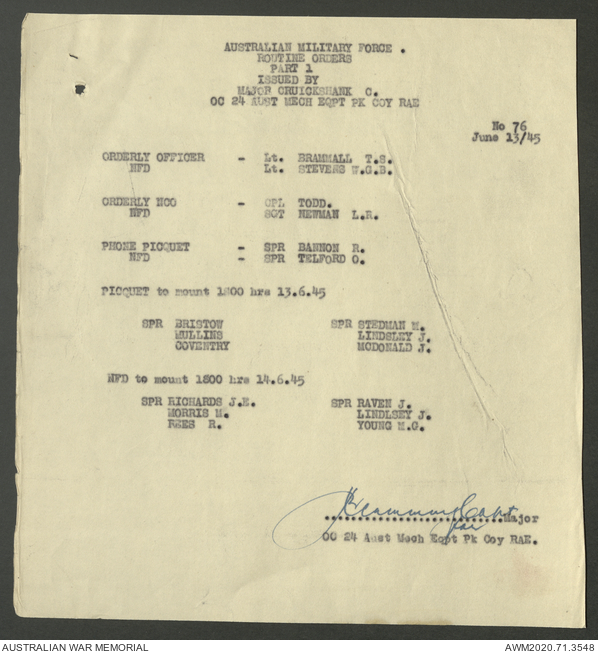 AUSTRALIAN MILITARY FORCE .
ROUTINE ORDERS
PART 1
ISSUED BY
MAJOR CRUICKSHANK C.
OC 24 AUST MECH EQPT PK COY RAE
No 76
June 13/45
ORDERLY OFFICER - Lt. BRAMMALL T.S.
NFD Lt. STEVENS W.G.B.
ORDERLY NCO - CPL TODD.
NFD SGT NEWMAN L.R.
PHONE PICQUET - SPR BANNON R.
NFD - SPR TELFORD O.
PICQUET to mount 1800 hrs 13.6.45
SPR BRISTOW SPR STEDMAN M.
MULLINS LINDSLEY J.
COVENTRY MCDONALD J.
NFD to mount 1800 hrs 14.6.45
SPR RICHARDS J.E. SPR RAVEN J.
MORRIS M. LINDLSEY J.
REES R. YOUNG M.G.
Capt
for
................................Major
OC 24 Aust Mech Eqpt Pk Coy RAE.
AUSTRALIAN WAR MEMORIAL
AWM2020.71.3548